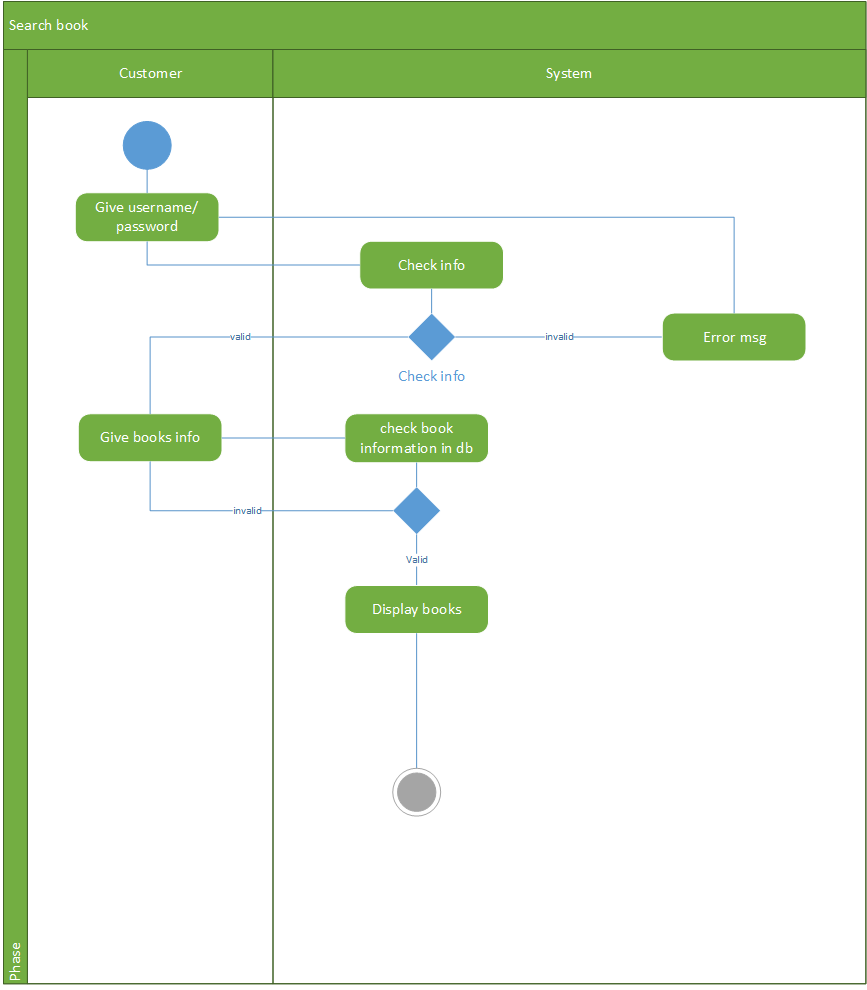 Search book
Customer
System
Give username/
password
Check info
valid
invalid
Error msg
Check info
Give books info
check book
information in db
invalid
Valid
Display books
Phase